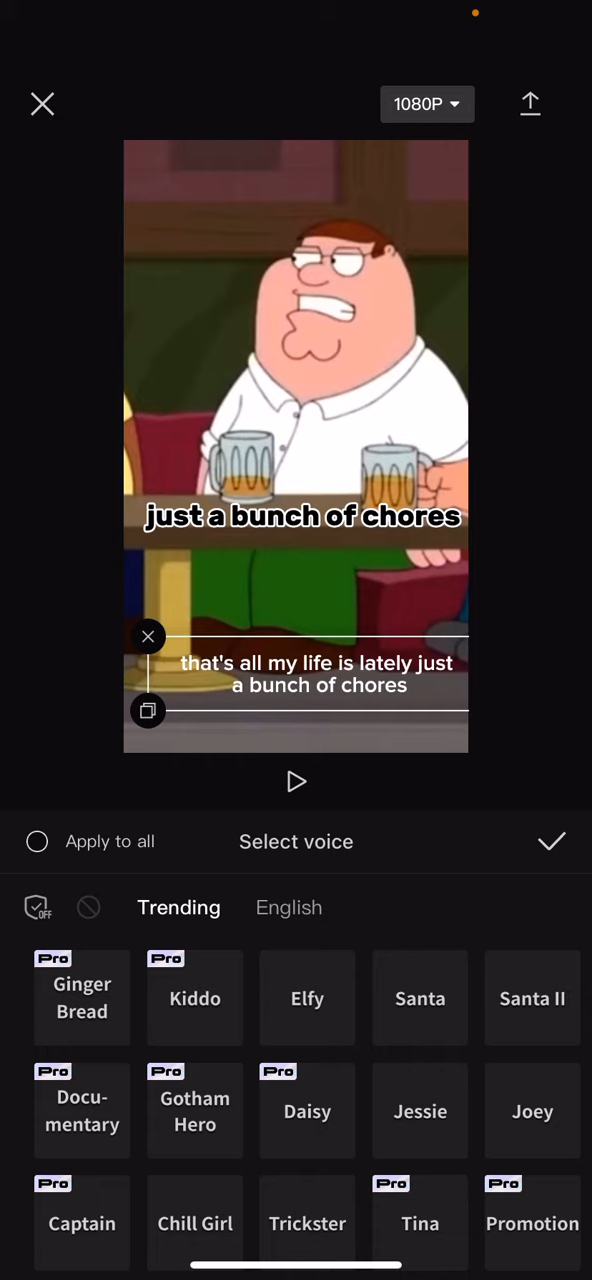 1080P
just a bunch of chores
that's all my life is lately just
a bunch of chores
Apply to all
Select voice
OFF
Trending
English
Pro
Ginger
Bread
Pro
Kiddo
Elfy
Santa
Santa II
Pro
Docu-
mentary
Pro
Gotham
Hero
Pro
Daisy
Jessie
Joey
Pro
Captain
Chill Girl
Trickster
Pro
Tina
Pro
Promotion